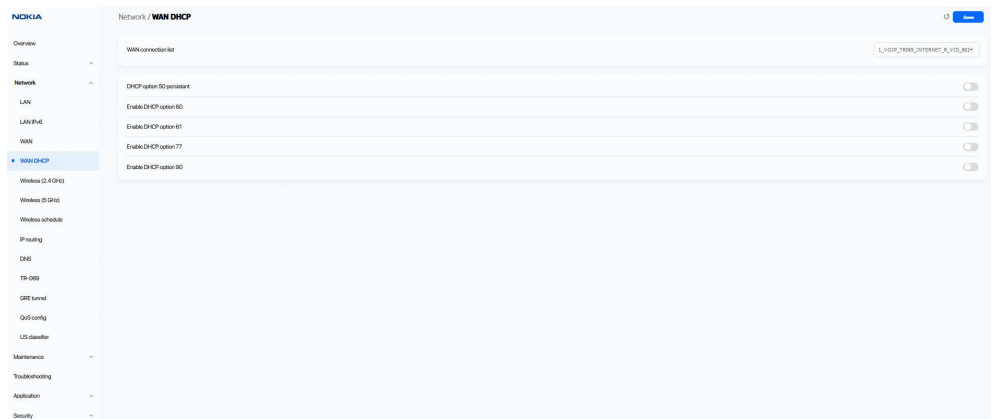 NOKIA
Network / WAN DHCP
Save
Overview
Status
Network
LAN
LAN IPv6
WAN
WAN DHCP
Wireless (2.4 GHz)
Wireless (5 GHz)
Wireless schedule
IP routing
DNS
TR-069
GRE tunnel
QoS config
US classifier
Maintenance
Troubleshooting
Application
Security
WAN connection list
1_VOIP_TR069_INTERNET_R_VID_881
DHCP option 50 persistant
Enable DHCP option 60
Enable DHCP option 61
Enable DHCP option 77
Enable DHCP option 90